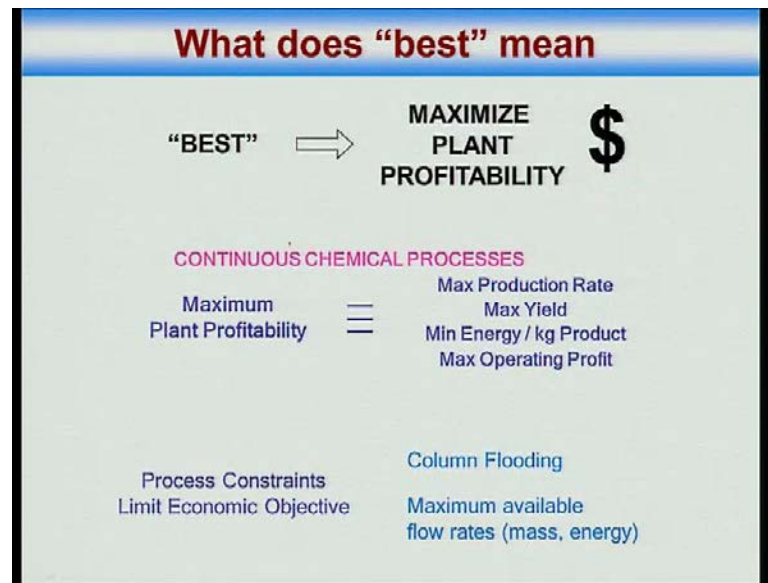 What does “best” mean
“BEST”
MAXIMIZE
PLANT
PROFITABILITY
$
CONTINUOUS CHEMICAL PROCESSES
Maximum
Plant Profitability
Max Production Rate
Max Yield
Min Energy / kg Product
Max Operating Profit
Process Constraints
Limit Economic Objective
Column Flooding
Maximum available
flow rates (mass, energy)